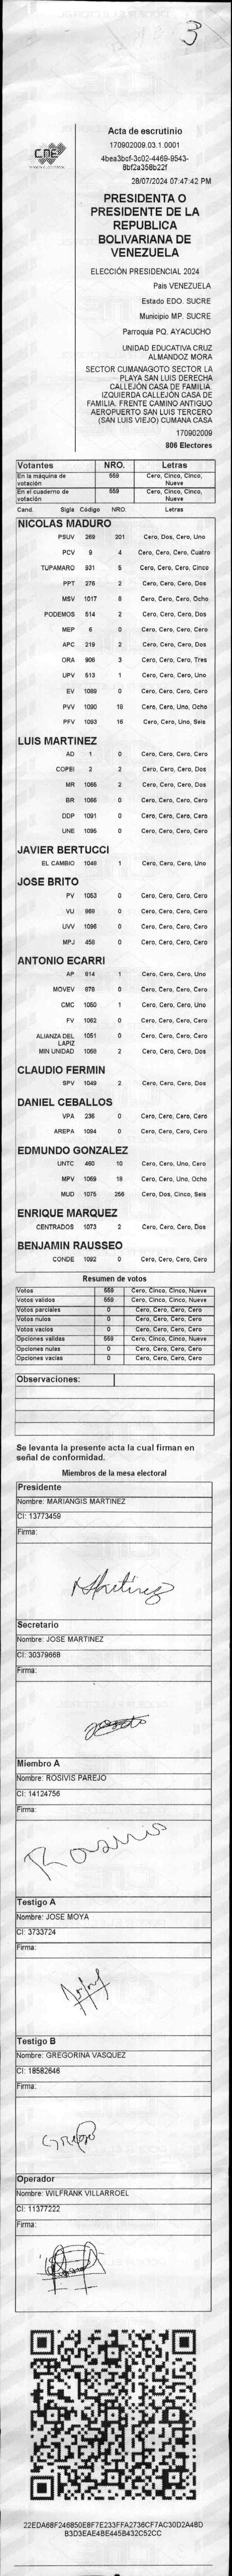 3
CNE
Acta de escrutinio
170902009.03.1.0001
4bea3bcf-3c02-4469-9543-
8bf2a358b22f
28/07/2024 07:47:42 PM
PRESIDENTA O
PRESIDENTE DE LA
REPUBLICA
BOLIVARIANA DE
VENEZUELA
ELECCIÓN PRESIDENCIAL 2024
Pais VENEZUELA
Estado EDO. SUCRE
Municipio MP. SUCRE
Parroquia PQ. AYACUCHO
UNIDAD EDUCATIVA CRUZ
ALMANDOZ MORA
SECTOR CUMANAGOTO SECTOR LA
PLAYA SAN LUIS DERECHA
CALLEJÓN CASA DE FAMILIA.
IZQUIERDA CALLEJÓN CASA DE
FAMILIA. FRENTE CAMINO ANTIGUO
AEROPUERTO SAN LUIS TERCERO
(SAN LUIS VIEJO) CUMANA CASA
170902009
806 Electores
Votantes NRO. Letras
En la máquina de votación 559 Cero, Cinco, Cinco, Nueve
En el cuaderno de votación 559 Cero, Cinco, Cinco, Nueve
Cand. Sigla Código NRO. Letras
NICOLAS MADURO
PSUV 269 201 Cero, Dos, Cero, Uno
PCV 9 4 Cero, Cero, Cero, Cuatro
TUPAMARO 931 5 Cero, Cero, Cero, Cinco
PPT 276 2 Cero, Cero, Cero, Dos
MSV 1017 8 Cero, Cero, Cero, Ocho
PODEMOS 514 2 Cero, Cero, Cero, Dos
MEP 6 0 Cero, Cero, Cero, Cero
APC 219 2 Cero, Cero, Cero, Dos
ORA 906 3 Cero, Cero, Cero, Tres
UPV 513 1 Cero, Cero, Cero, Uno
EV 1089 0 Cero, Cero, Cero, Cero
PVV 1090 18 Cero, Cero, Uno, Ocho
PFV 1093 16 Cero, Cero, Uno, Seis
LUIS MARTINEZ
AD 1 0 Cero, Cero, Cero, Cero
COPEI 2 2 Cero, Cero, Cero, Dos
MR 1065 2 Cero, Cero, Cero, Dos
BR 1066 0 Cero, Cero, Cero, Cero
DDP 1091 0 Cero, Cero, Cero, Cero
UNE 1095 0 Cero, Cero, Cero, Cero
JAVIER BERTUCCI
EL CAMBIO 1048 1 Cero, Cero, Cero, Uno
JOSE BRITO
PV 1053 0 Cero, Cero, Cero, Cero
VU 969 0 Cero, Cero, Cero, Cero
UVV 1096 0 Cero, Cero, Cero, Cero
MPJ 458 0 Cero, Cero, Cero, Cero
ANTONIO ECARRI
AP 914 1 Cero, Cero, Cero, Uno
MOVEV 978 0 Cero, Cero, Cero, Cero
CMC 1050 1 Cero, Cero, Cero, Uno
FV 1062 0 Cero, Cero, Cero, Cero
ALIANZA DEL LAPIZ 1051 0 Cero, Cero, Cero, Cero
MIN UNIDAD 1068 2 Cero, Cero, Cero, Dos
CLAUDIO FERMIN
SPV 1049 2 Cero, Cero, Cero, Dos
DANIEL CEBALLOS
VPA 236 0 Cero, Cero, Cero, Cero
AREPA 1094 0 Cero, Cero, Cero, Cero
EDMUNDO GONZALEZ
UNTC 460 10 Cero, Cero, Uno, Cero
MPV 1069 18 Cero, Cero, Uno, Ocho
MUD 1075 256 Cero, Dos, Cinco, Seis
ENRIQUE MARQUEZ
CENTRADOS 1073 2 Cero, Cero, Cero, Dos
BENJAMIN RAUSSEO
CONDE 1092 0 Cero, Cero, Cero, Cero
Resumen de votos
Votos 559 Cero, Cinco, Cinco, Nueve
Votos validos 559 Cero, Cinco, Cinco, Nueve
Votos parciales 0 Cero, Cero, Cero, Cero
Votos nulos 0 Cero, Cero, Cero, Cero
Votos vacios 0 Cero, Cero, Cero, Cero
Opciones validas 559 Cero, Cinco, Cinco, Nueve
Opciones nulas 0 Cero, Cero, Cero, Cero
Opciones vacías 0 Cero, Cero, Cero, Cero
Observaciones:
Se levanta la presente acta la cual firman en
señal de conformidad.
Miembros de la mesa electoral
Presidente
Nombre: MARIANGIS MARTINEZ
CI: 13773459
Firma:
Secretario
Nombre: JOSE MARTINEZ
CI: 30379668
Firma:
Miembro A
Nombre: ROSIVIS PAREJO
CI: 14124756
Firma:
Testigo A
Nombre: JOSE MOYA
CI: 3733724
Firma:
Testigo B
Nombre: GREGORINA VASQUEZ
CI: 18582646
Firma:
Operador
Nombre: WILFRANK VILLARROEL
CI: 11377222
Firma:
22EDA68F246850E8F7E233FFA2736CF7AC30D2A48D
B3D3EAE4BE445B432C52CC